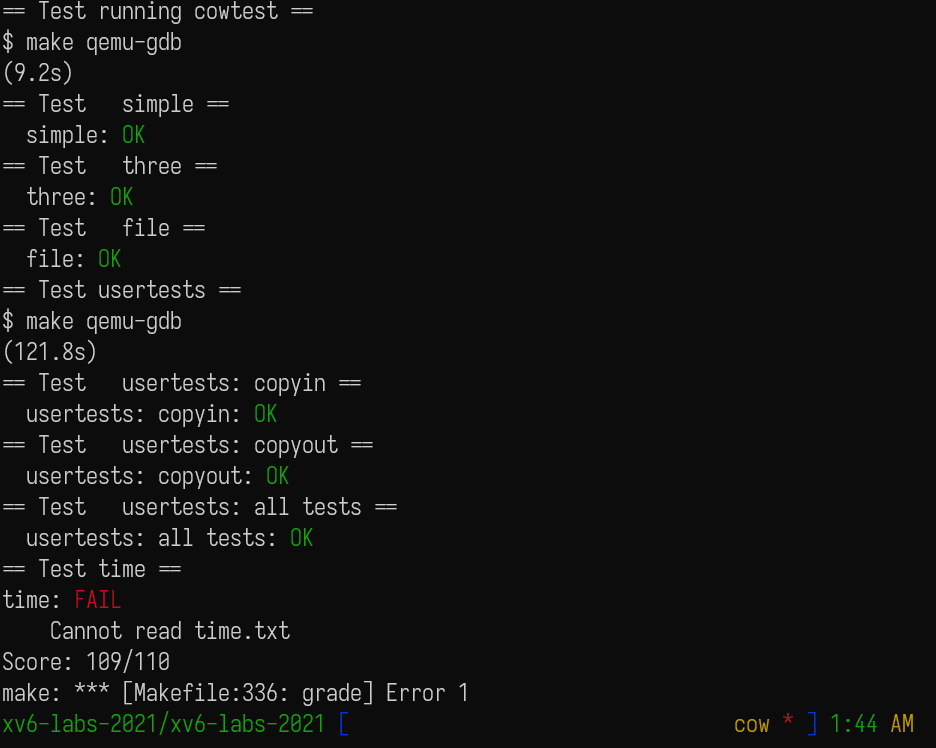 == Test running cowtest ==
$ make qemu-gdb
(9.2s)
== Test   simple ==
  simple: OK
== Test   three ==
  three: OK
== Test   file ==
  file: OK
== Test usertests ==
$ make qemu-gdb
(121.8s)
== Test   usertests: copyin ==
  usertests: copyin: OK
== Test   usertests: copyout ==
  usertests: copyout: OK
== Test   usertests: all tests ==
  usertests: all tests: OK
== Test time ==
time: FAIL
    Cannot read time.txt
Score: 109/110
make: *** [Makefile:336: grade] Error 1
xv6-labs-2021/xv6-labs-2021 [ cow * ] 1:44 AM